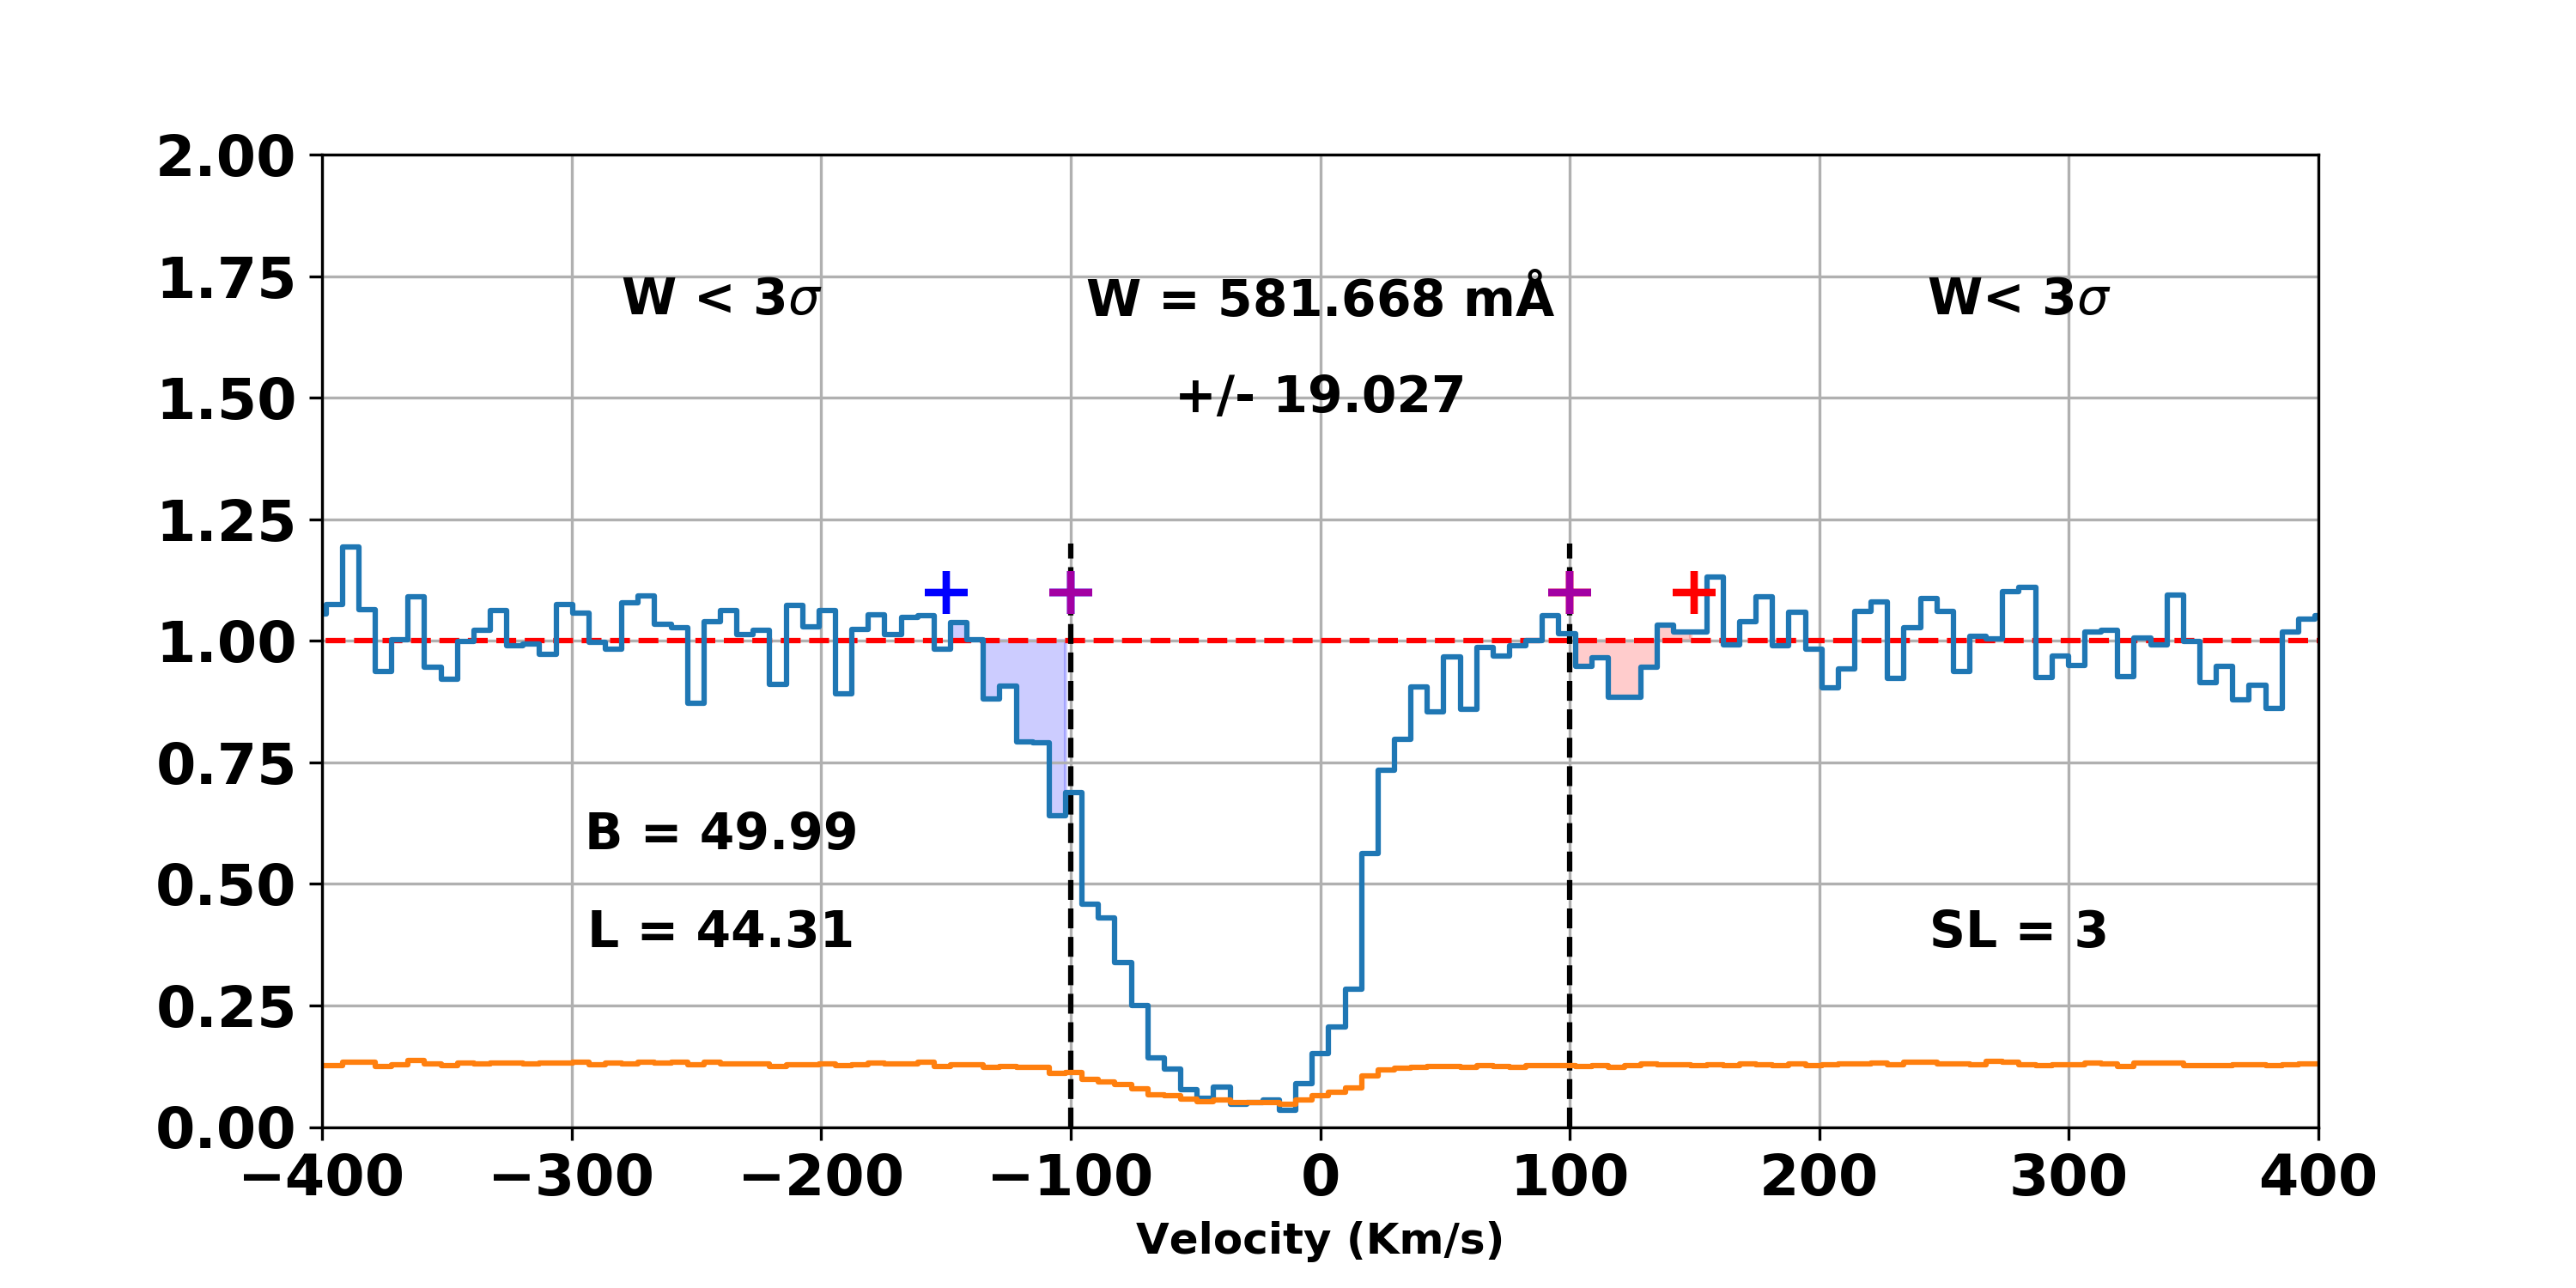 2.00
1.75
1.50
1.25
1.00
0.75
0.50
0.25
0.00
W < 3σ
W = 581.668 mÅ
+/- 19.027
W< 3σ
B = 49.99
L = 44.31
SL = 3
−400 −300 −200 −100 0 100 200 300 400
Velocity (Km/s)